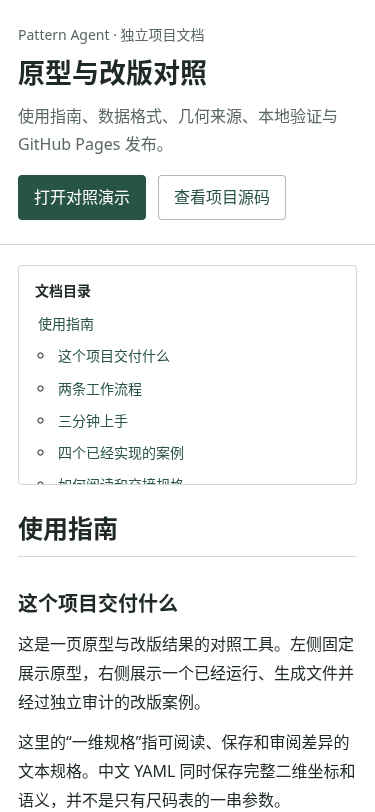 Pattern Agent · 独立项目文档
原型与改版对照
使用指南、数据格式、几何来源、本地验证与
GitHub Pages 发布。
打开对照演示 查看项目源码
文档目录
使用指南
这个项目交付什么
两条工作流程
三分钟上手
四个已经实现的案例
如何阅读和交接规格
使用指南
这个项目交付什么
这是一页原型与改版结果的对照工具。左侧固定
展示原型，右侧展示一个已经运行、生成文件并
经过独立审计的改版案例。
这里的“一维规格”指可阅读、保存和审阅差异的
文本规格。中文 YAML 同时保存完整二维坐标和
语义，并不是只有尺码表的一串参数。